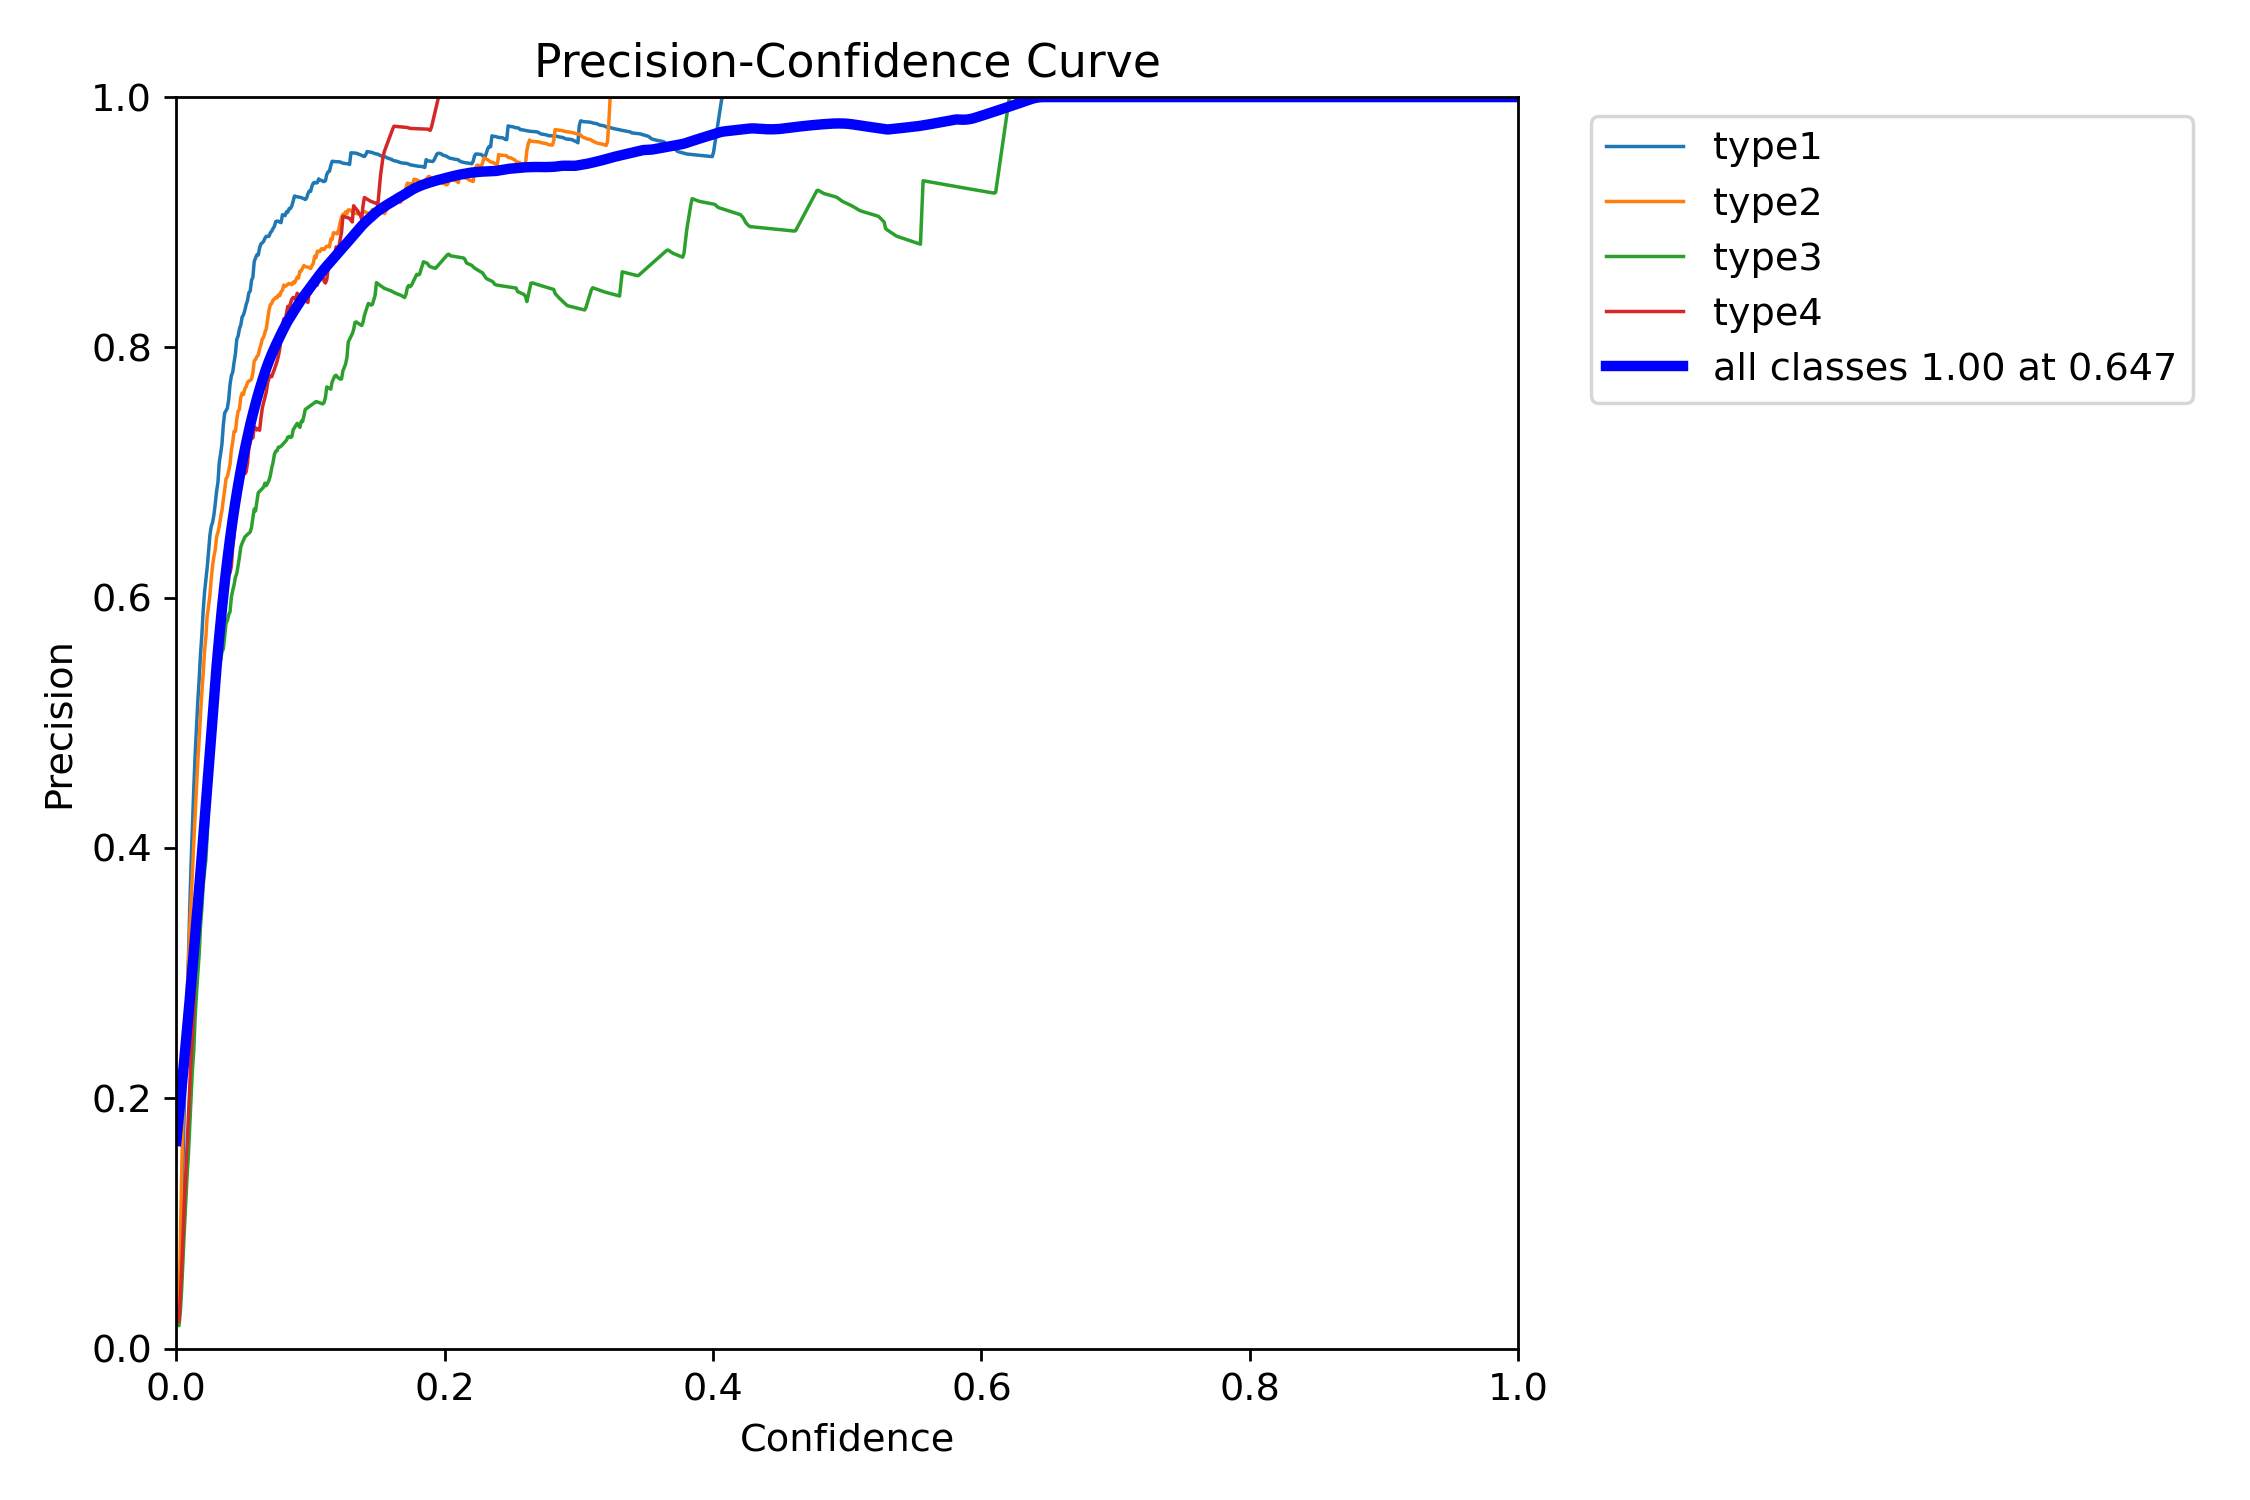 Precision-Confidence Curve
1.0
0.8
0.6
0.4
0.2
0.0
Precision
0.0 0.2 0.4 0.6 0.8 1.0
Confidence
type1
type2
type3
type4
all classes 1.00 at 0.647